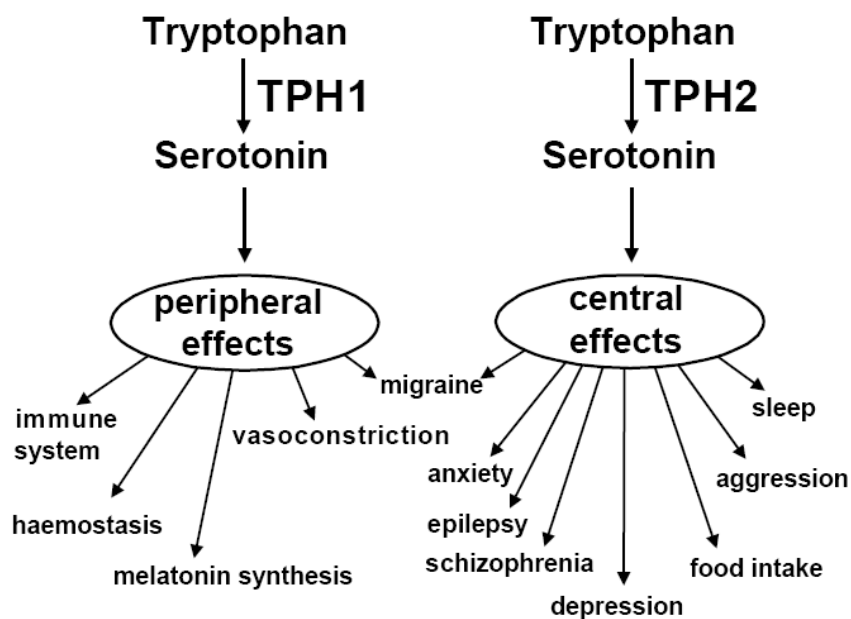 Tryptophan
TPH1
Serotonin
peripheral
effects
immune
system
haemostasis
melatonin synthesis
vasoconstriction
migraine
Tryptophan
TPH2
Serotonin
central
effects
anxiety
epilepsy
schizophrenia
depression
food intake
aggression
sleep